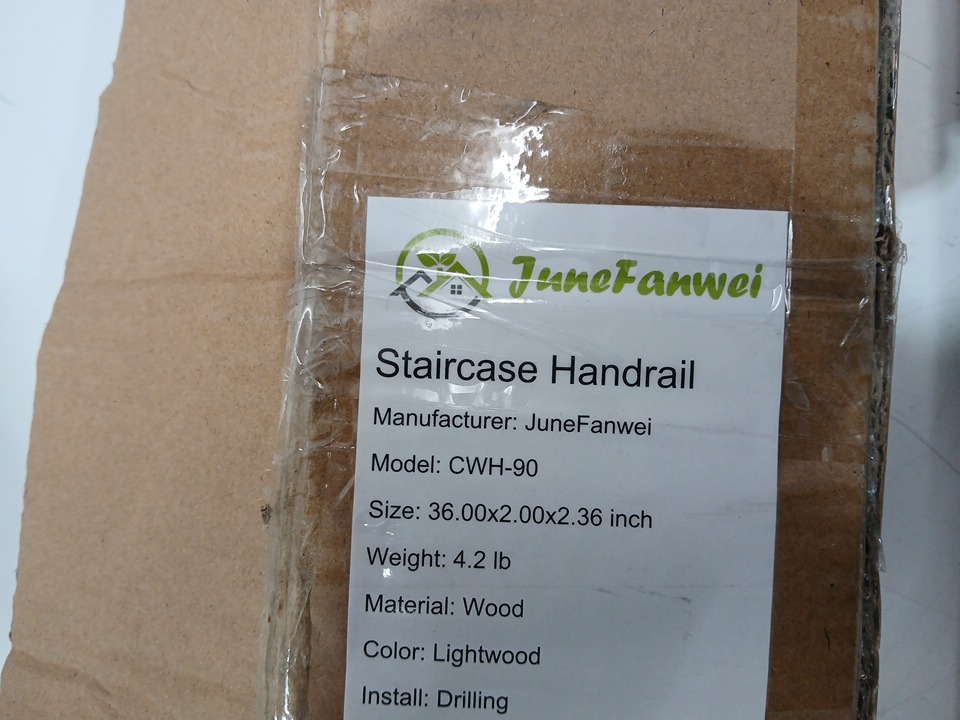 JuneFanwei
Staircase Handrail
Manufacturer: JuneFanwei
Model: CWH-90
Size: 36.00x2.00x2.36 inch
Weight: 4.2 lb
Material: Wood
Color: Lightwood
Install: Drilling